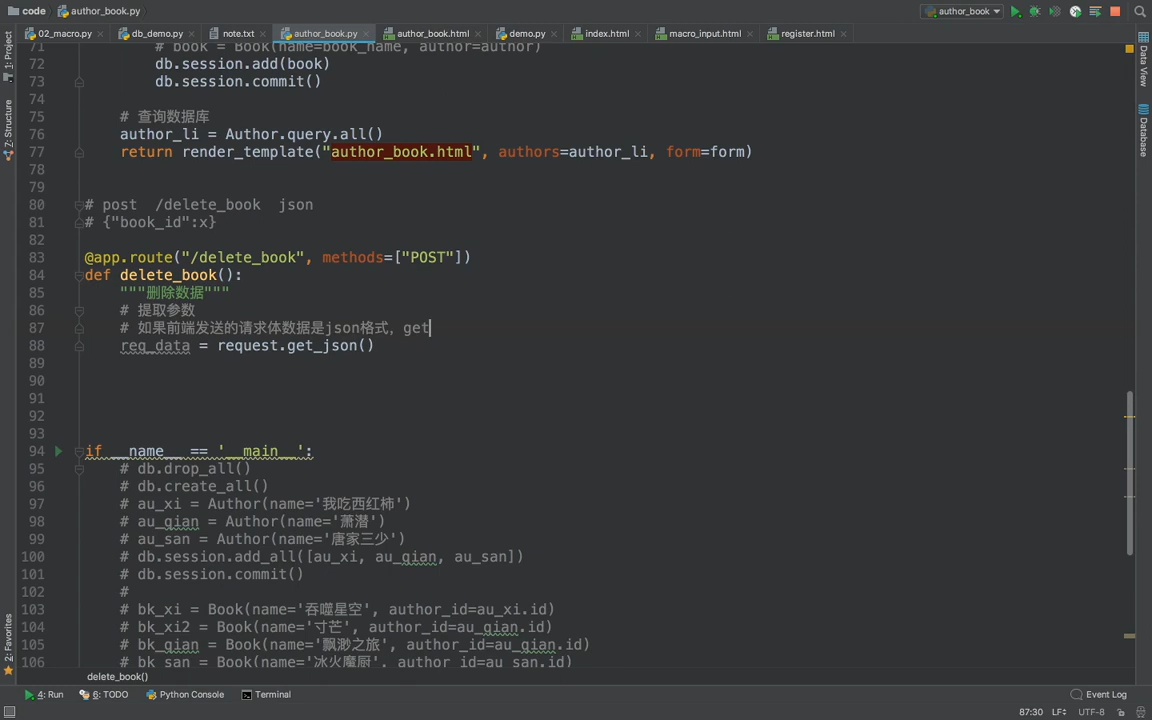 code author_book.py author_book
02_macro.py db_demo.py note.txt author_book.py author_book.html demo.py index.html macro_input.html register.html
1: Project
7: Structure
2: Favorites
Data View
Database
71 # book = Book(name=book_name, author=author)
72 db.session.add(book)
73 db.session.commit()
74
75 # 查询数据库
76 author_li = Author.query.all()
77 return render_template("author_book.html", authors=author_li, form=form)
78
79
80 # post /delete_book json
81 # {"book_id":x}
82
83 @app.route("/delete_book", methods=["POST"])
84 def delete_book():
85 """删除数据"""
86 # 提取参数
87 # 如果前端发送的请求体数据是json格式，get
88 req_data = request.get_json()
89
90
91
92
93
94 if __name__ == '__main__':
95 # db.drop_all()
96 # db.create_all()
97 # au_xi = Author(name='我吃西红柿')
98 # au_qian = Author(name='萧潜')
99 # au_san = Author(name='唐家三少')
100 # db.session.add_all([au_xi, au_qian, au_san])
101 # db.session.commit()
102 #
103 # bk_xi = Book(name='吞噬星空', author_id=au_xi.id)
104 # bk_xi2 = Book(name='寸芒', author_id=au_qian.id)
105 # bk_qian = Book(name='飘渺之旅', author_id=au_qian.id)
106 # bk_san = Book(name='冰火魔厨', author_id=au_san.id)
delete_book()
4: Run 6: TODO Python Console Terminal Event Log
87:30 LF UTF-8